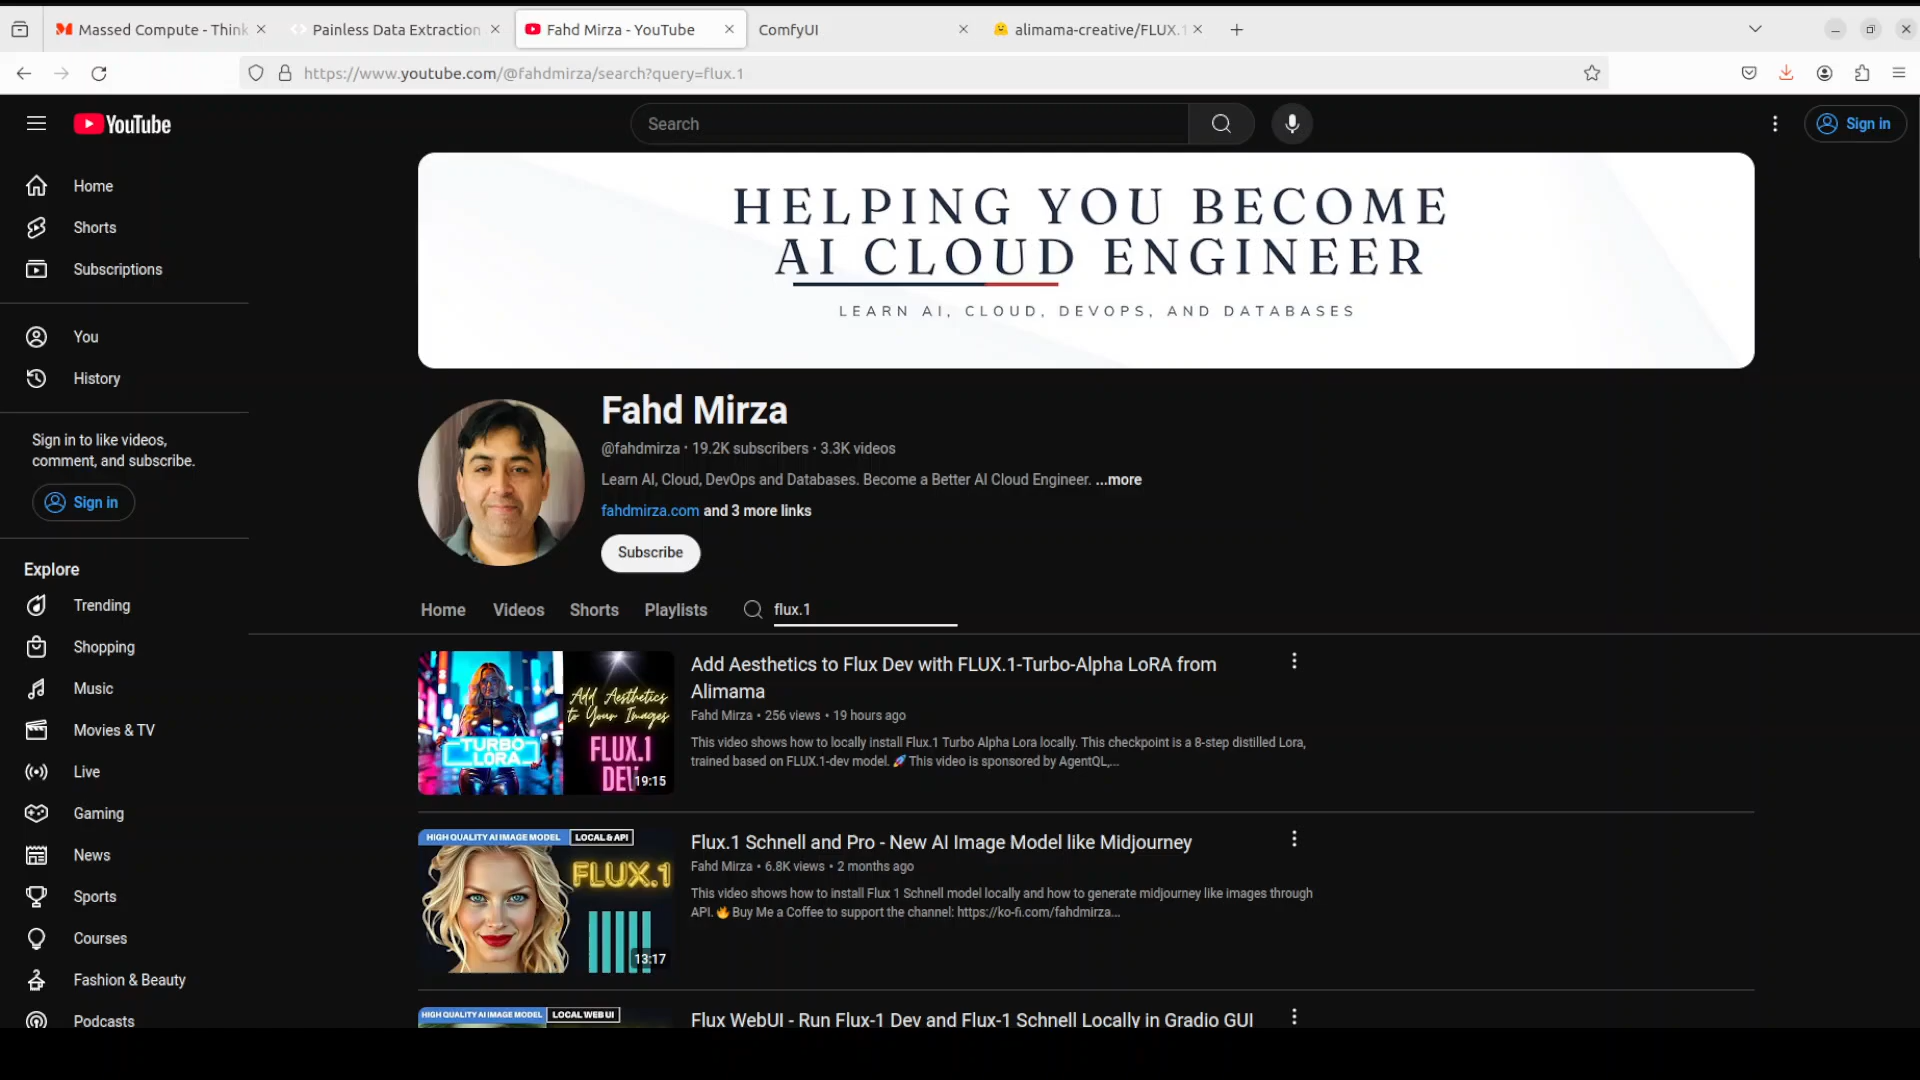 Massed Compute - Think
Painless Data Extraction
Fahd Mirza - YouTube
ComfyUI
alimama-creative/FLUX.1
https://www.youtube.com/@fahdmirza/search?query=flux.1
YouTube
Search
Sign in
Home
Shorts
Subscriptions
You
History
Sign in to like videos,
comment, and subscribe.
Sign in
Explore
Trending
Shopping
Music
Movies & TV
Live
Gaming
News
Sports
Courses
Fashion & Beauty
Podcasts
HELPING YOU BECOME
AI CLOUD ENGINEER
LEARN AI, CLOUD, DEVOPS, AND DATABASES
Fahd Mirza
@fahdmirza • 19.2K subscribers • 3.3K videos
Learn AI, Cloud, DevOps and Databases. Become a Better AI Cloud Engineer. ...more
fahdmirza.com and 3 more links
Subscribe
Home
Videos
Shorts
Playlists
flux.1
TURBO
LORA
Add Aesthetics
to Your Images
FLUX.1
DEV
19:15
Add Aesthetics to Flux Dev with FLUX.1-Turbo-Alpha LoRA from
Alimama
Fahd Mirza • 256 views • 19 hours ago
This video shows how to locally install Flux.1 Turbo Alpha Lora locally. This checkpoint is a 8-step distilled Lora,
trained based on FLUX.1-dev model. 🚀 This video is sponsored by AgentQL,...
HIGH QUALITY AI IMAGE MODEL LOCAL & API
FLUX.1
13:17
Flux.1 Schnell and Pro - New AI Image Model like Midjourney
Fahd Mirza • 6.8K views • 2 months ago
This video shows how to install Flux 1 Schnell model locally and how to generate midjourney like images through
API. 🔥 Buy Me a Coffee to support the channel: https://ko-fi.com/fahdmirza...
HIGH QUALITY AI IMAGE MODEL LOCAL WEB UI
Flux WebUI - Run Flux-1 Dev and Flux-1 Schnell Locally in Gradio GUI